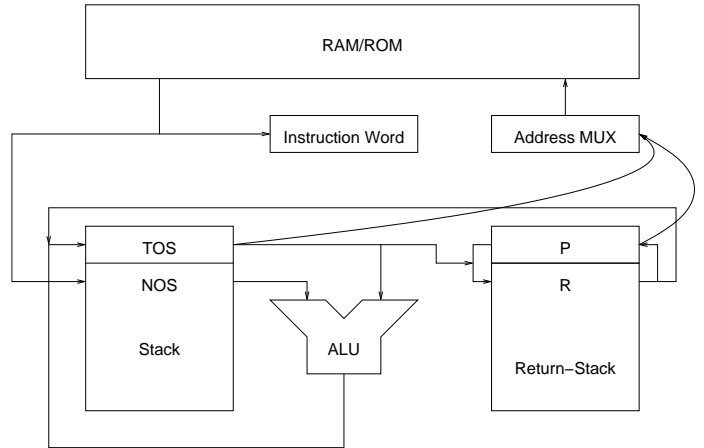 RAM/ROM
Instruction Word
Address MUX
TOS
P
NOS
R
Stack
ALU
Return−Stack